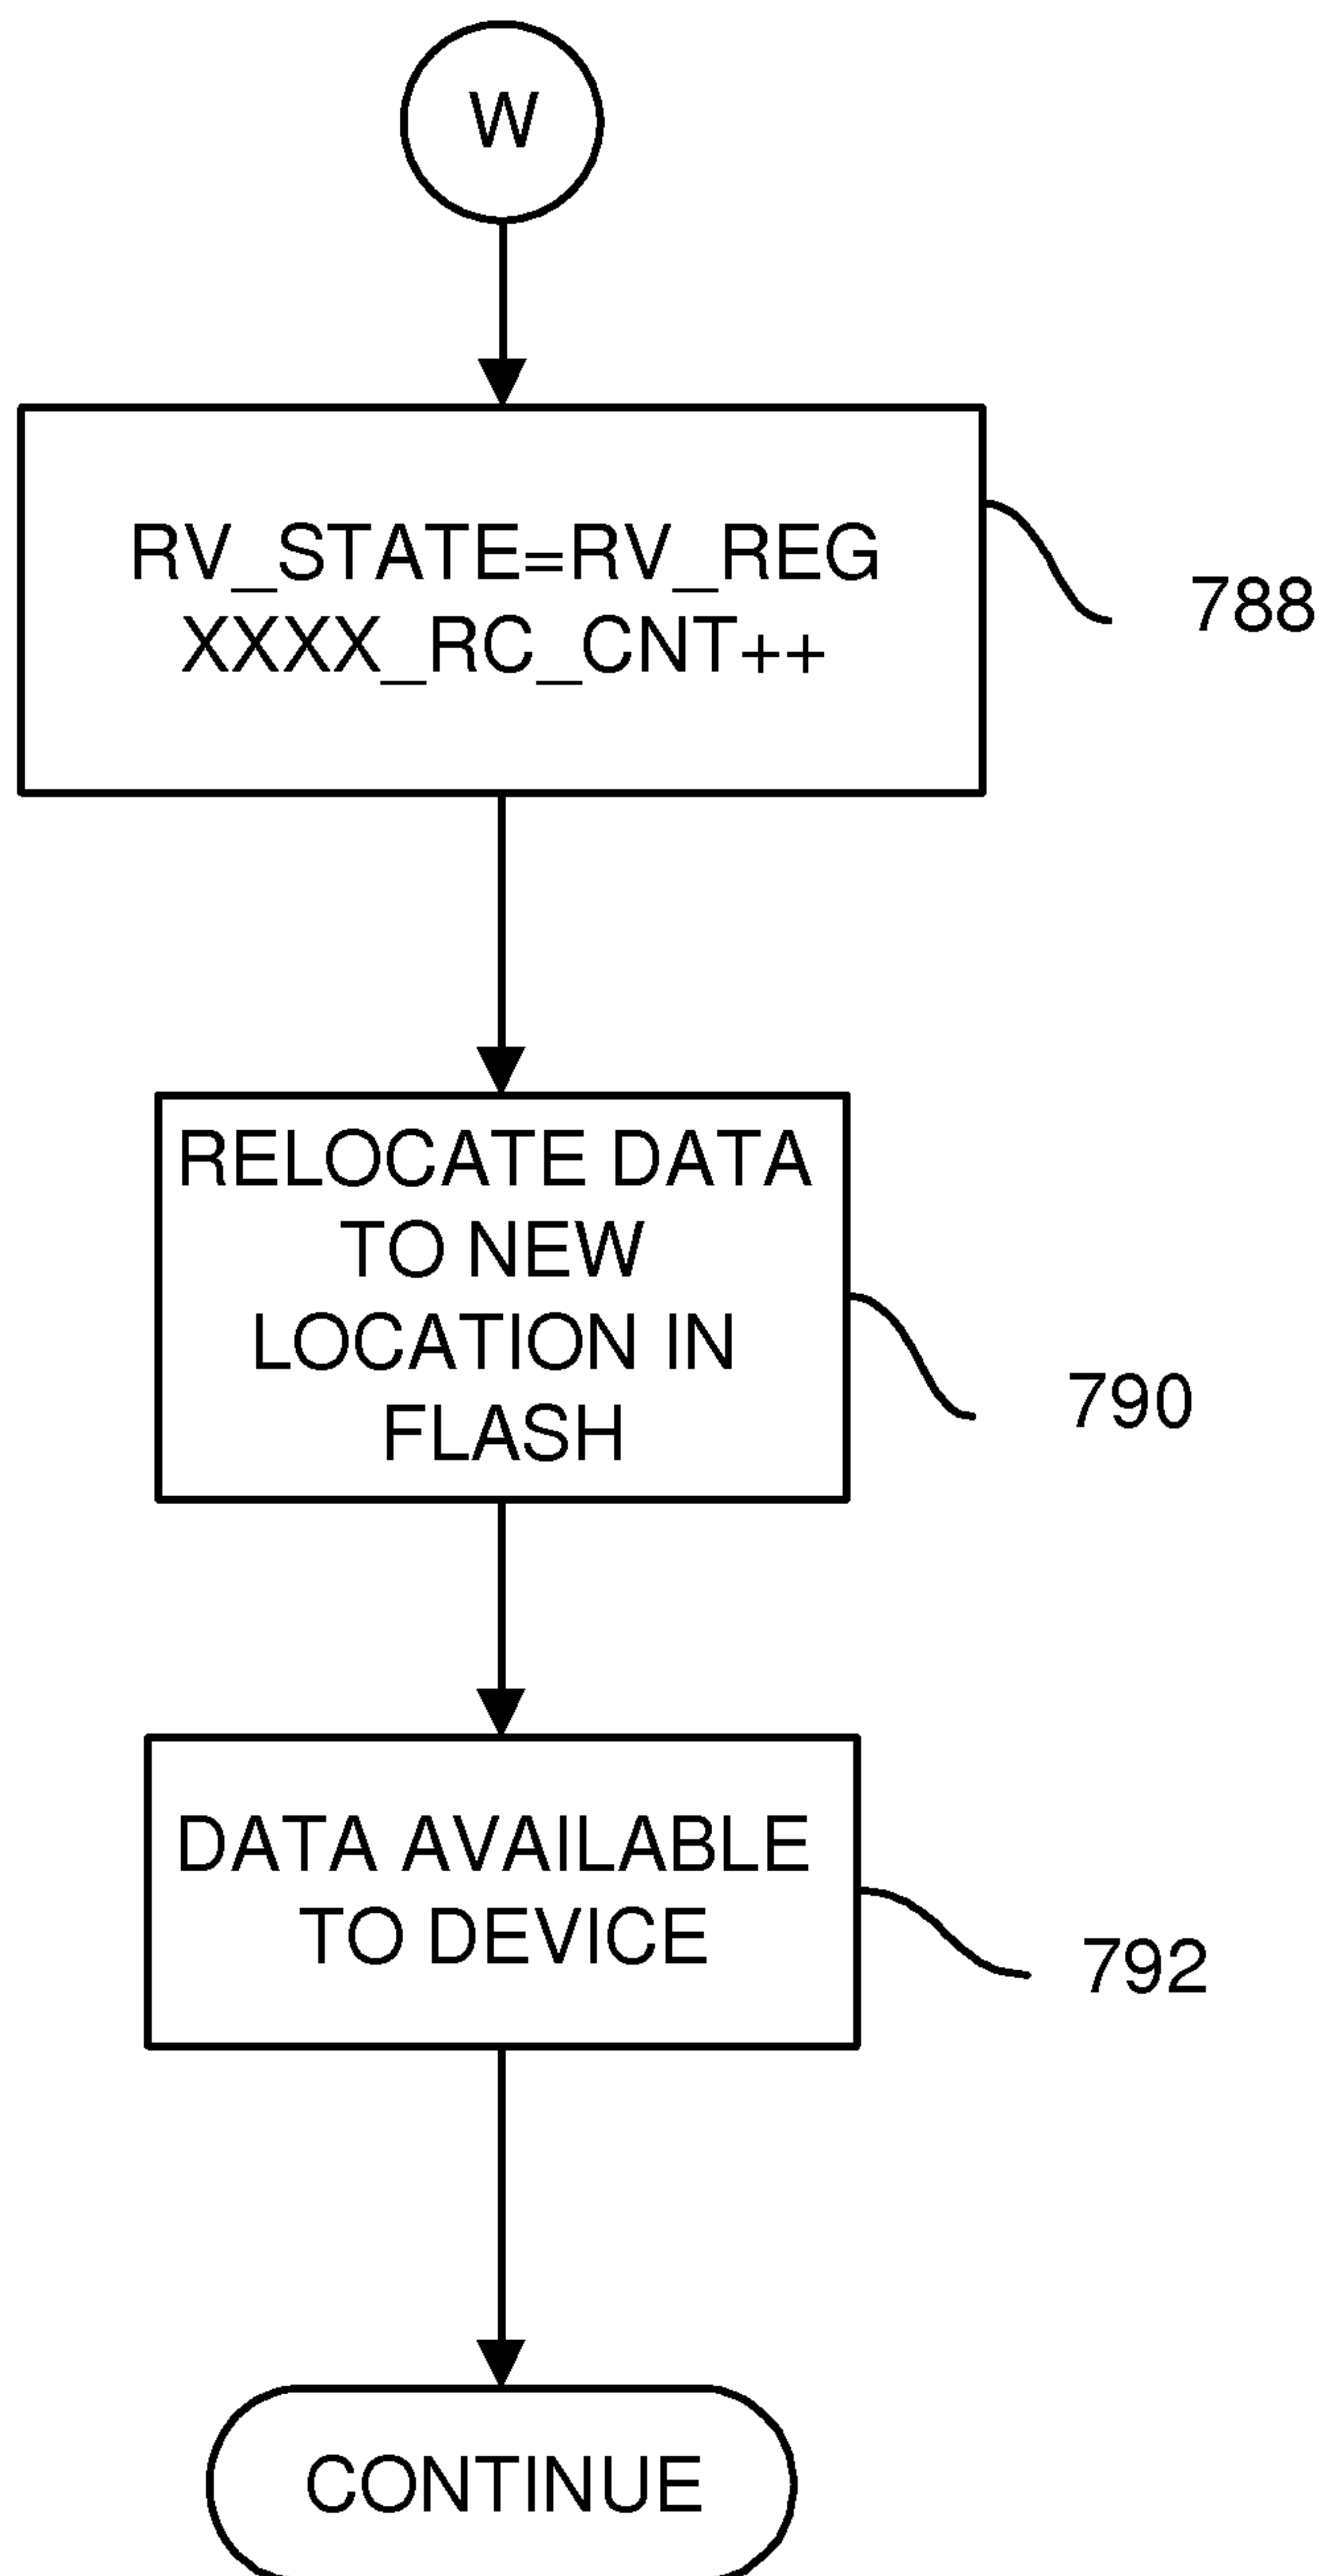 W
RV_STATE=RV_REG
XXXX_RC_CNT++
788
RELOCATE DATA
TO NEW
LOCATION IN
FLASH
790
DATA AVAILABLE
TO DEVICE
792
CONTINUE